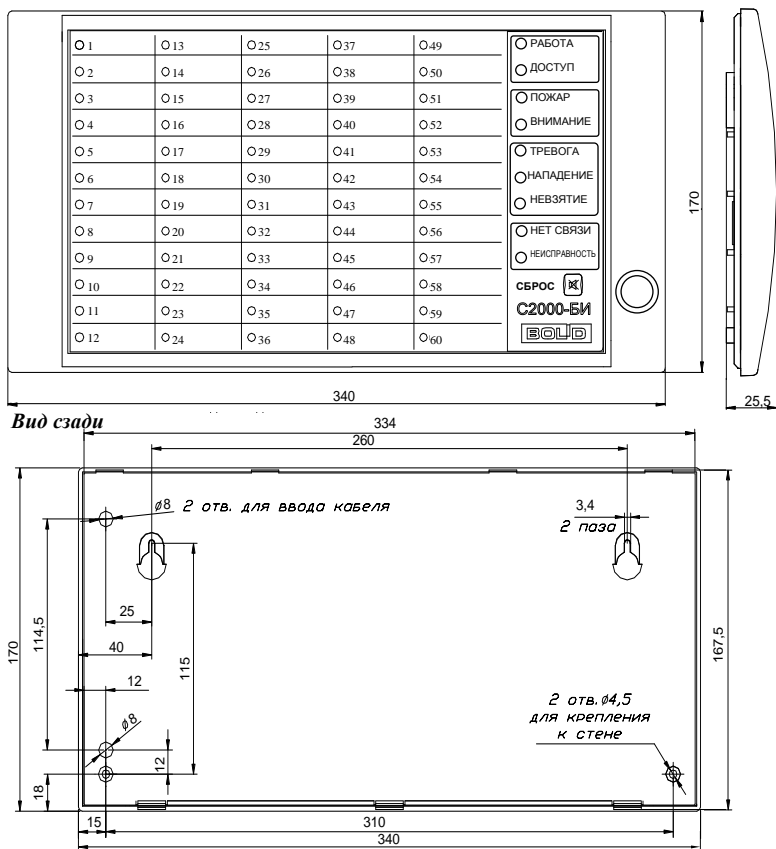 1 13 25 37 49 РАБОТА
2 14 26 38 50 ДОСТУП
3 15 27 39 51 ПОЖАР
4 16 28 40 52 ВНИМАНИЕ
5 17 29 41 53 ТРЕВОГА
6 18 30 42 54 НАПАДЕНИЕ
7 19 31 43 55 НЕВЗЯТИЕ
8 20 32 44 56 НЕТ СВЯЗИ
9 21 33 45 57 НЕИСПРАВНОСТЬ
10 22 34 46 58
СБРОС
11 23 35 47 59
С2000-БИ
12 24 36 48 60
BOLID
170
340
25,5
Вид сзади
334
260
ø8 2 отв. для ввода кабеля
3,4
2 паза
25
114,5
170
40
115
167,5
12
ø8
2 отв. ø4,5
для крепления
к стене
12
18
15
310
340